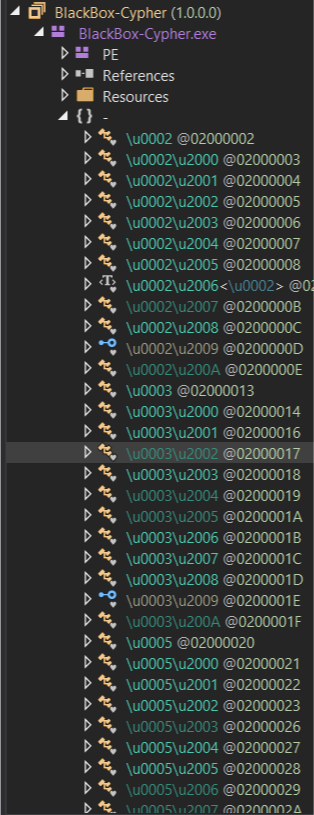 BlackBox-Cypher (1.0.0.0)
BlackBox-Cypher.exe
PE
References
Resources
{ } -
\u0002 @02000002
\u0002\u2000 @02000003
\u0002\u2001 @02000004
\u0002\u2002 @02000005
\u0002\u2003 @02000006
\u0002\u2004 @02000007
\u0002\u2005 @02000008
\u0002\u2006<\u0002> @02
\u0002\u2007 @0200000B
\u0002\u2008 @0200000C
\u0002\u2009 @0200000D
\u0002\u200A @0200000E
\u0003 @02000013
\u0003\u2000 @02000014
\u0003\u2001 @02000016
\u0003\u2002 @02000017
\u0003\u2003 @02000018
\u0003\u2004 @02000019
\u0003\u2005 @0200001A
\u0003\u2006 @0200001B
\u0003\u2007 @0200001C
\u0003\u2008 @0200001D
\u0003\u2009 @0200001E
\u0003\u200A @0200001F
\u0005 @02000020
\u0005\u2000 @02000021
\u0005\u2001 @02000022
\u0005\u2002 @02000023
\u0005\u2003 @02000026
\u0005\u2004 @02000027
\u0005\u2005 @02000028
\u0005\u2006 @02000029
\u0005\u2007 @0200002A